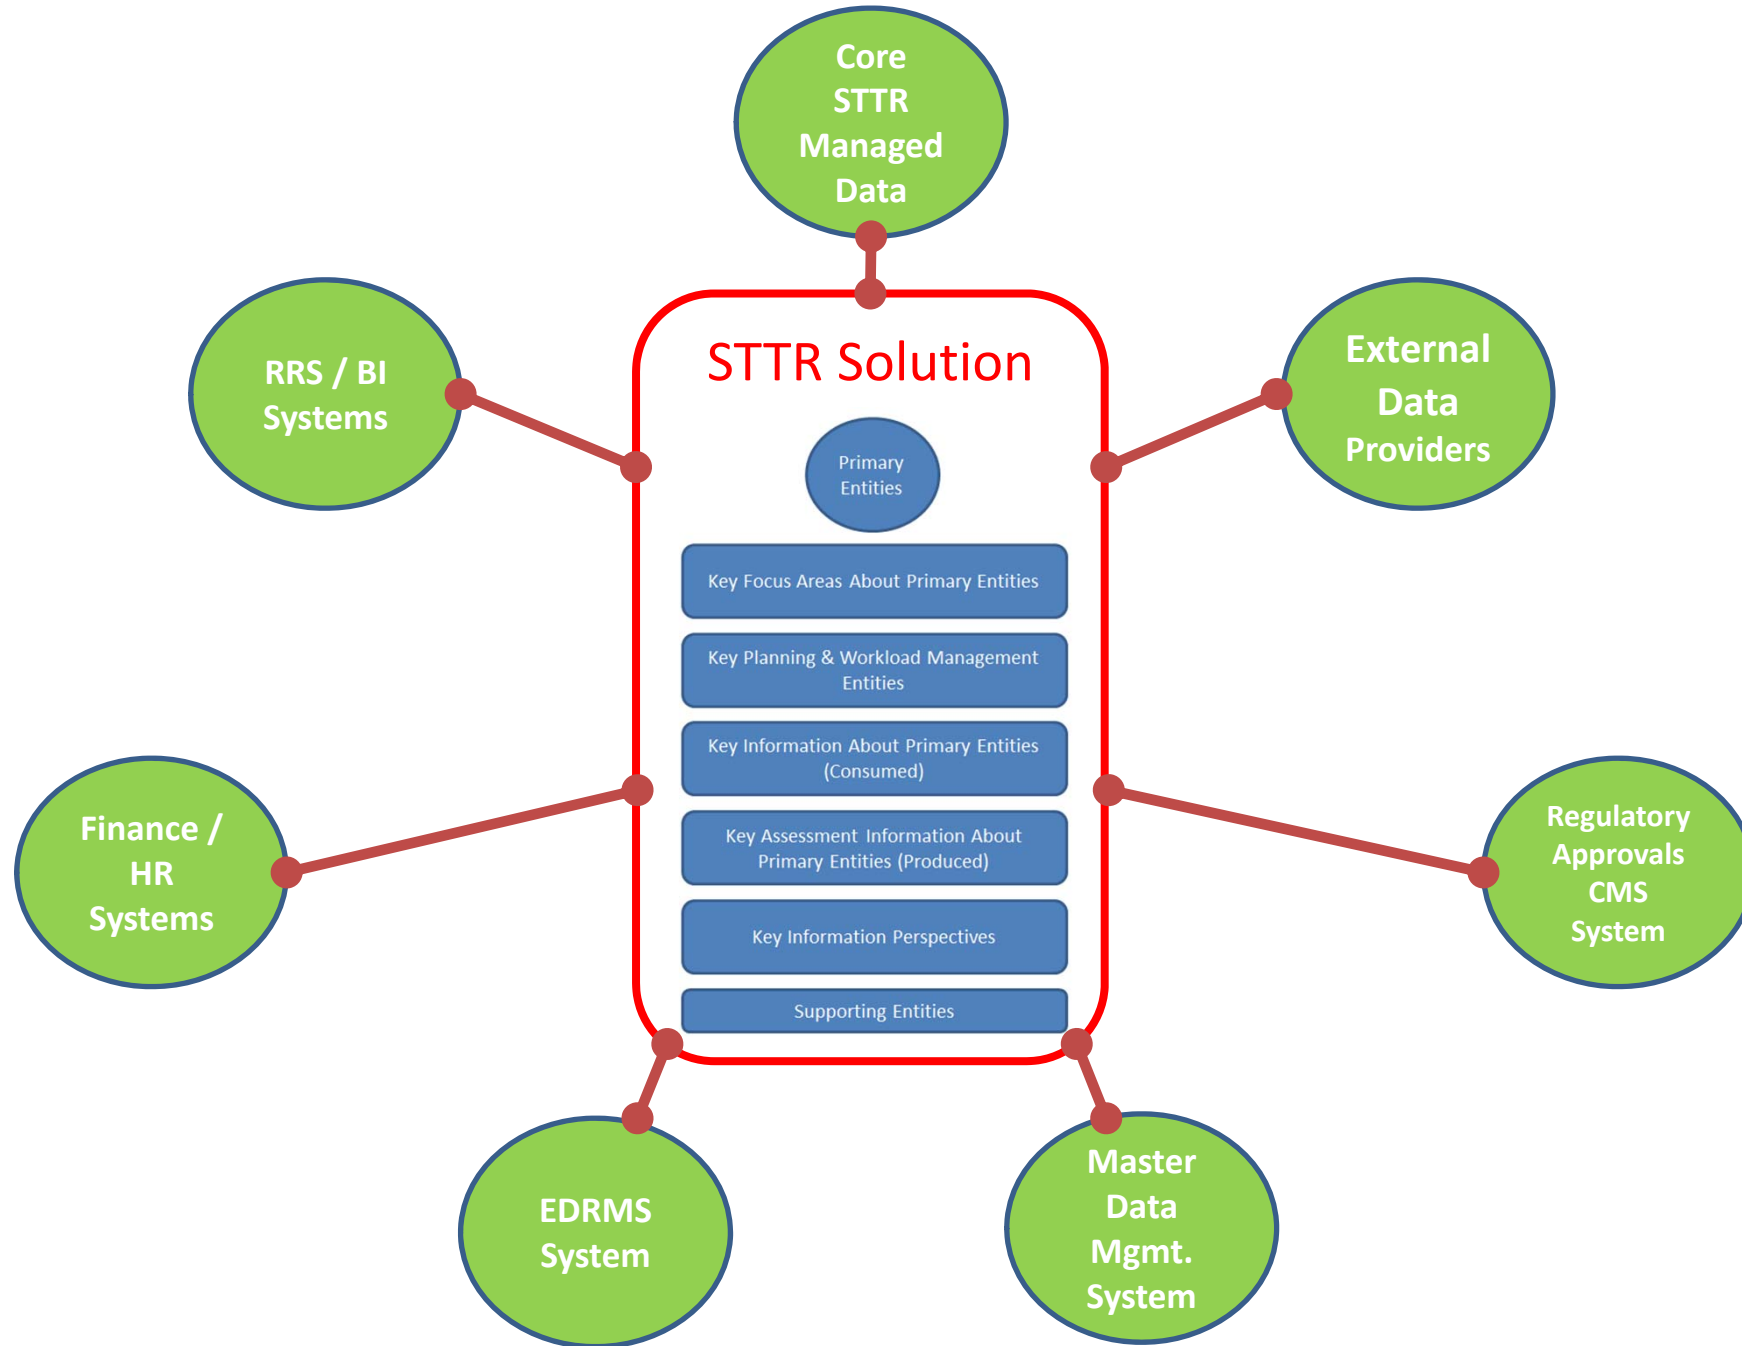 Core
STTR
Managed
Data
RRS / BI
Systems
STTR Solution
External
Data
Providers
Primary
Entities
Key Focus Areas About Primary Entities
Key Planning & Workload Management
Entities
Key Information About Primary Entities
(Consumed)
Key Assessment Information About
Primary Entities (Produced)
Key Information Perspectives
Supporting Entities
Finance /
HR
Systems
Regulatory
Approvals
CMS
System
EDRMS
System
Master
Data
Mgmt.
System